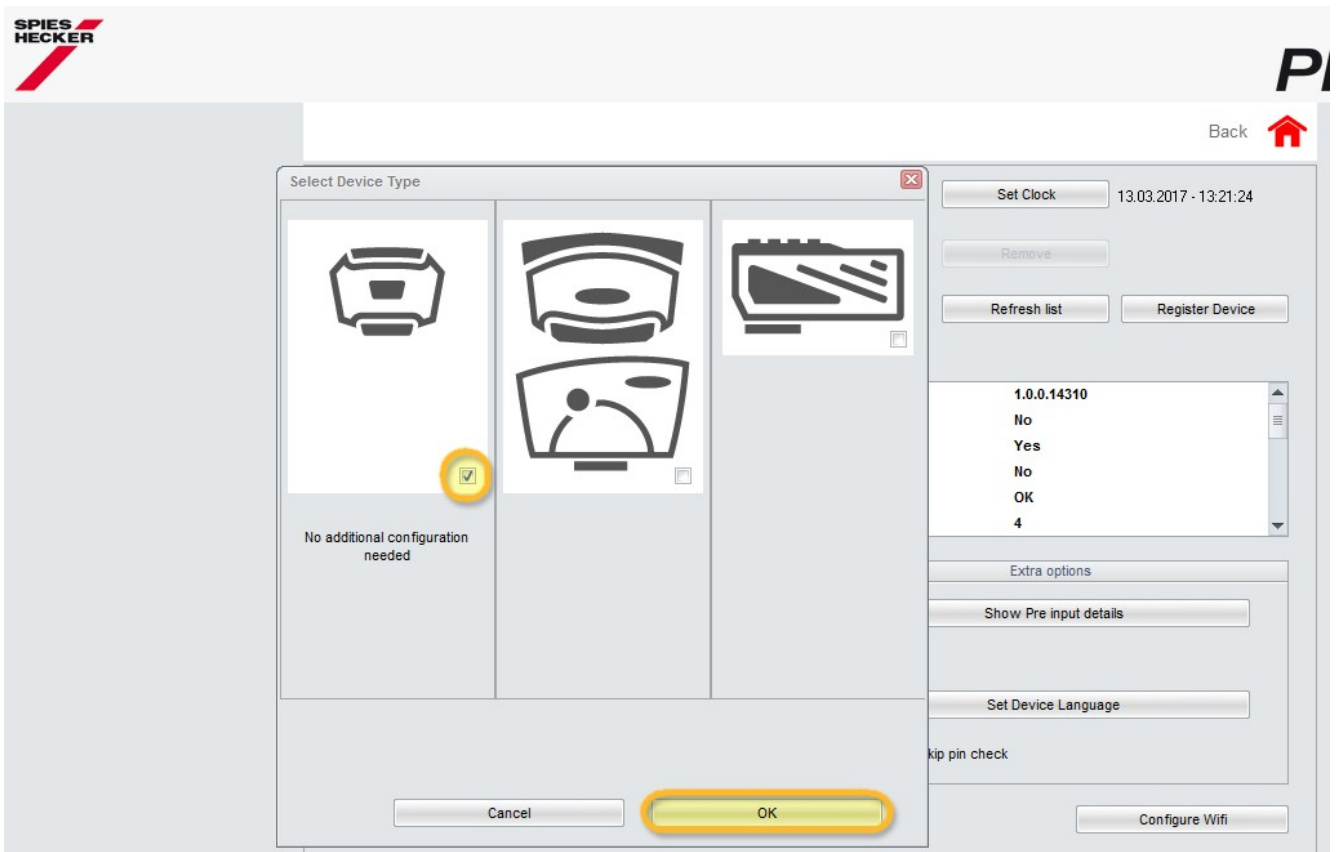 SPIES
HECKER
Back
Select Device Type
Set Clock
13.03.2017 - 13:21:24
Remove
Refresh list
Register Device
1.0.0.14310
No
Yes
No
OK
4
No additional configuration
needed
Extra options
Show Pre input details
Set Device Language
kip pin check
Cancel
OK
Configure Wifi